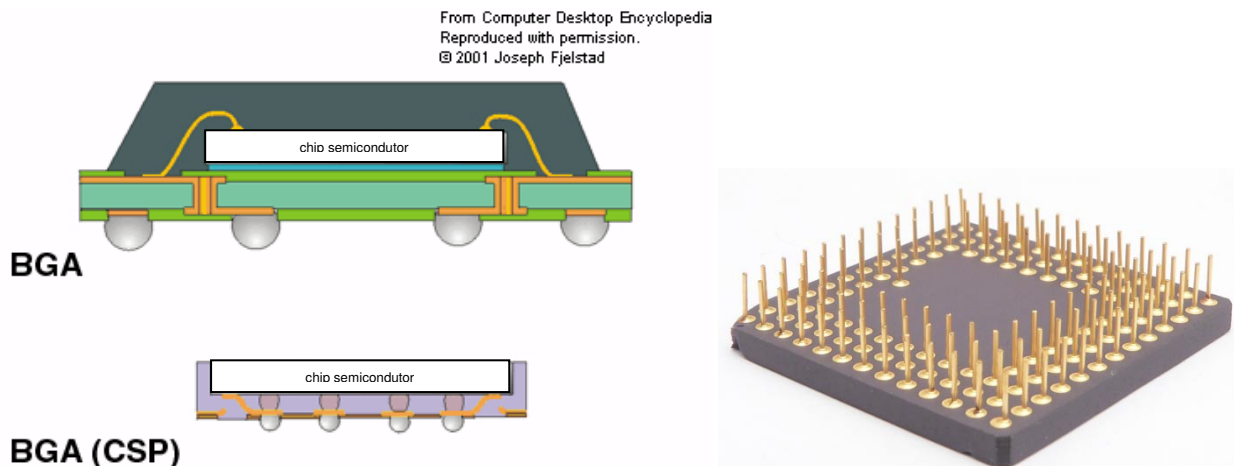 From Computer Desktop Encyclopedia
Reproduced with permission.
© 2001 Joseph Fjelstad
chip semicondutor
BGA
chip semicondutor
BGA (CSP)